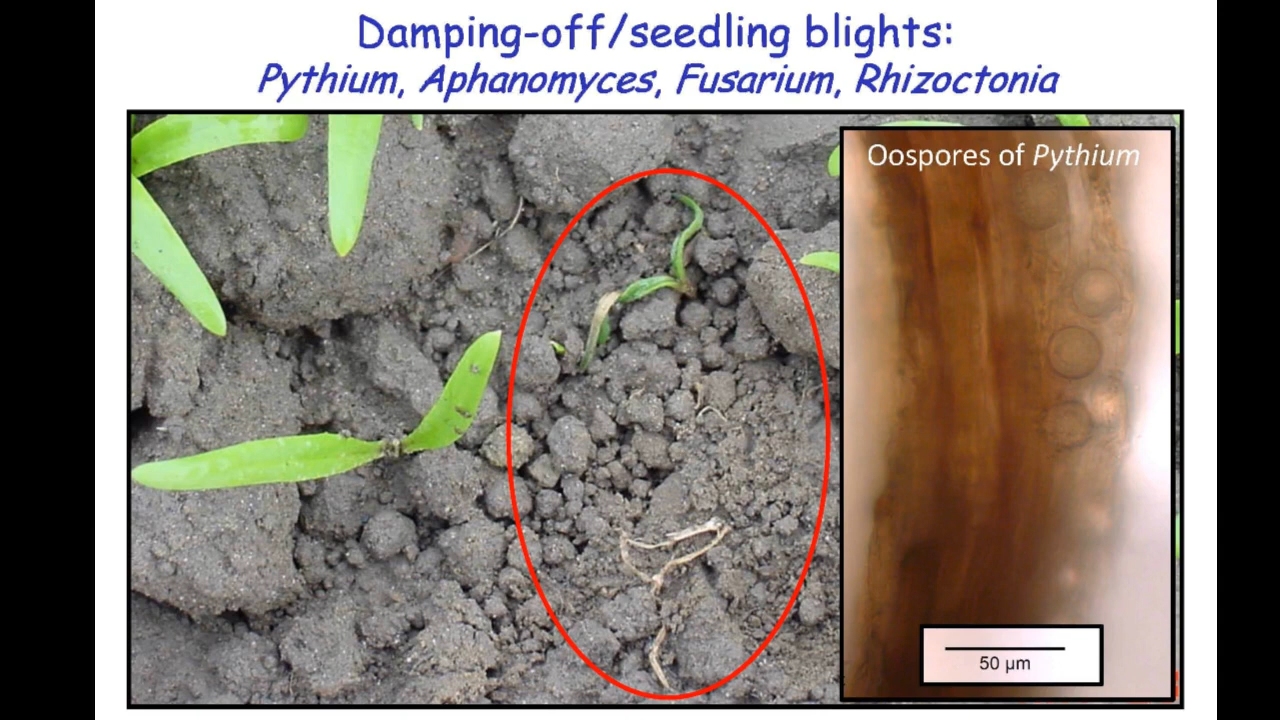 Damping-off/seedling blights:
Pythium, Aphanomyces, Fusarium, Rhizoctonia
Oospores of Pythium
50 µm